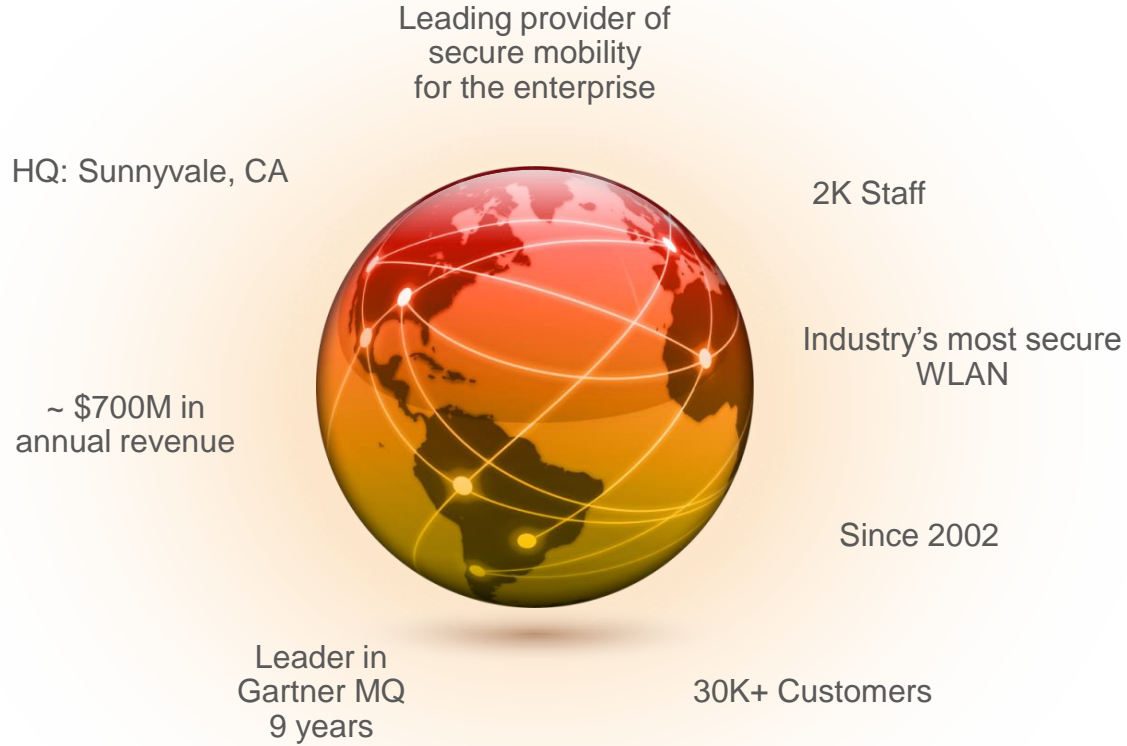 Leading provider of
secure mobility
for the enterprise
HQ: Sunnyvale, CA
2K Staff
Industry’s most secure
WLAN
~ $700M in
annual revenue
Since 2002
Leader in
Gartner MQ
9 years
30K+ Customers